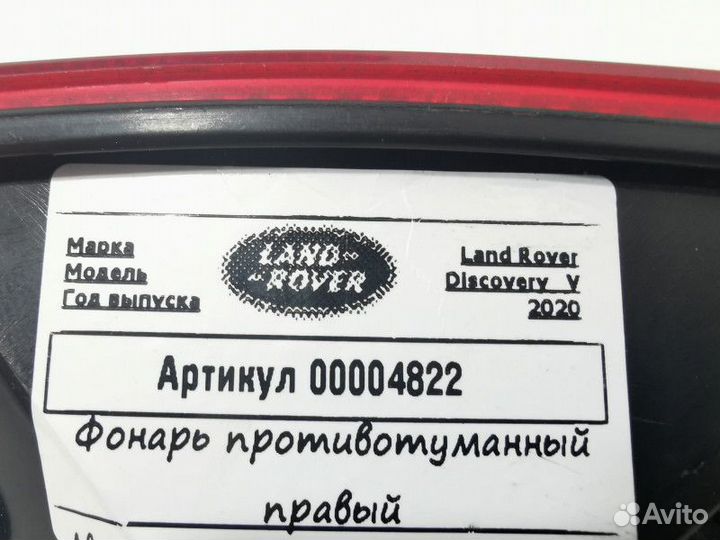 Марка
Модель
Год выпуска
LAND-
-ROVER
Land Rover
Discovery V
2020
Артикул 00004822
Фонарь противотуманный
правый
Avito